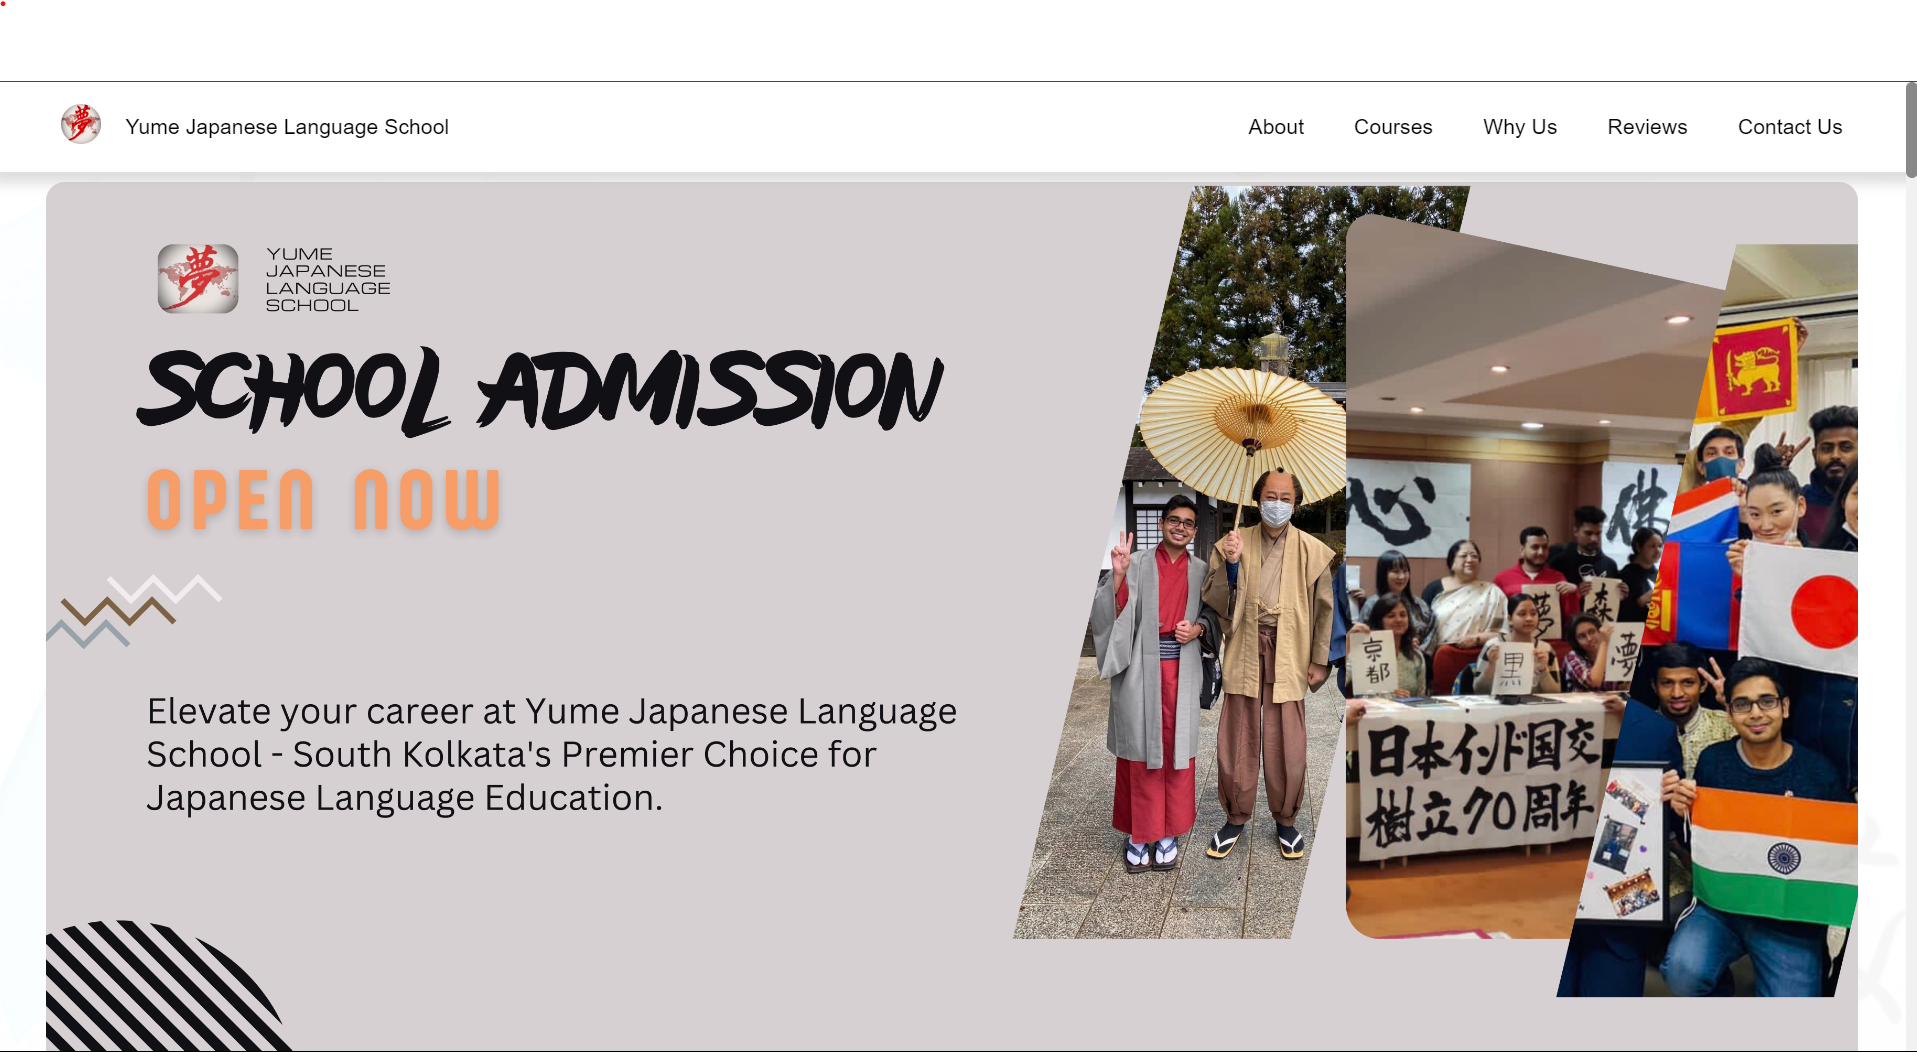 夢
Yume Japanese Language School
About
Courses
Why Us
Reviews
Contact Us
夢
YUME
JAPANESE
LANGUAGE
SCHOOL
SCHOOL ADMISSION
OPEN NOW
Elevate your career at Yume Japanese Language
School - South Kolkata's Premier Choice for
Japanese Language Education.
心
佛
夢
森
京都
黒
夢
日本インド国交
樹立70周年